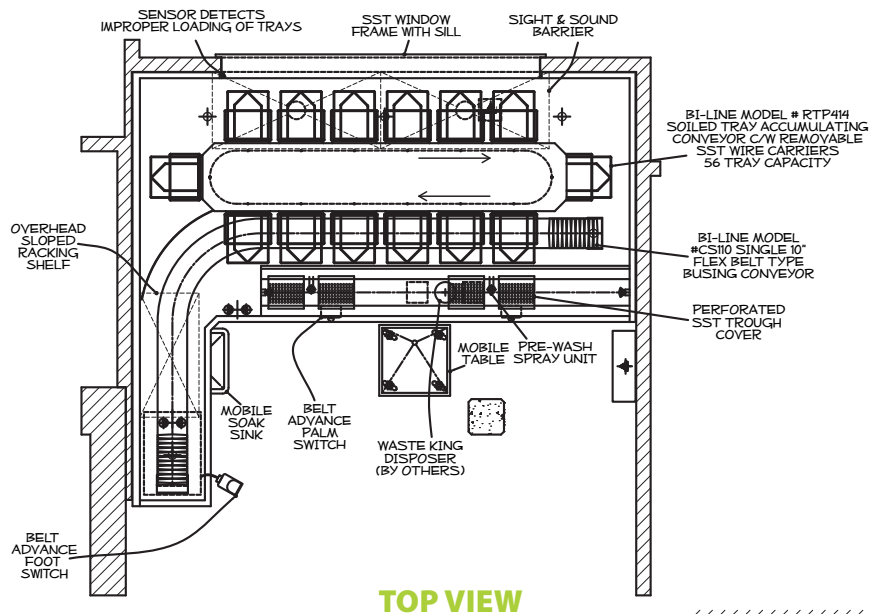 SENSOR DETECTS
IMPROPER LOADING OF TRAYS
SST WINDOW
FRAME WITH SILL
SIGHT & SOUND
BARRIER
BI-LINE MODEL # RTP414
SOILED TRAY ACCUMULATING
CONVEYOR C/W REMOVABLE
SST WIRE CARRIERS
56 TRAY CAPACITY
OVERHEAD
SLOPED
RACKING
SHELF
BI-LINE MODEL
#CS110 SINGLE 10"
FLEX BELT TYPE
BUSING CONVEYOR
PERFORATED
SST TROUGH
COVER
MOBILE
TABLE
PRE-WASH
SPRAY UNIT
MOBILE
SOAK
SINK
BELT
ADVANCE
PALM
SWITCH
WASTE KING
DISPOSER
(BY OTHERS)
BELT
ADVANCE
FOOT
SWITCH
TOP VIEW